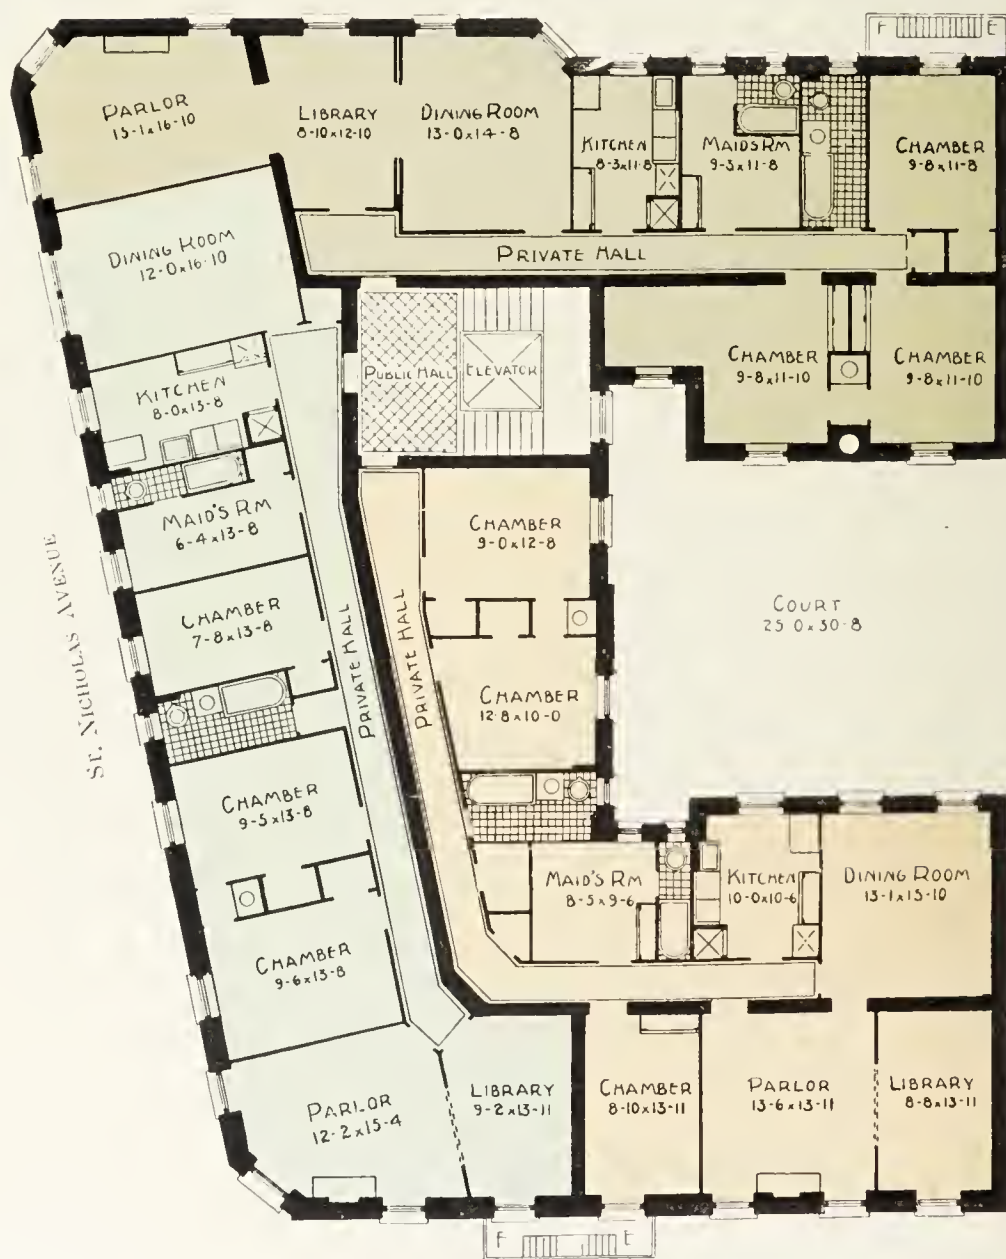 F E
PARLOR
15-1x16-10
LIBRARY
8-10x12-10
DINING ROOM
13-0x14-8
KITCHEN
8-3x11-8
MAID'S RM
9-3x11-8
CHAMBER
9-8x11-8
PRIVATE HALL
DINING ROOM
12-0x16-10
PUBLIC HALL
ELEVATOR
CHAMBER
9-8x11-10
CHAMBER
9-8x11-10
KITCHEN
8-0x13-8
MAID'S RM
6-4x13-8
CHAMBER
7-8x13-8
PRIVATE HALL
CHAMBER
9-5x13-8
CHAMBER
9-6x13-8
PARLOR
12-2x15-4
LIBRARY
9-2x13-11
ST. NICHOLAS AVENUE
PRIVATE HALL
CHAMBER
9-0x12-8
CHAMBER
12-8x10-0
COURT
25-0x30-8
MAID'S RM
8-5x9-6
KITCHEN
10-0x10-6
DINING ROOM
13-1x13-10
CHAMBER
8-10x13-11
PARLOR
13-6x13-11
LIBRARY
8-8x13-11
F E